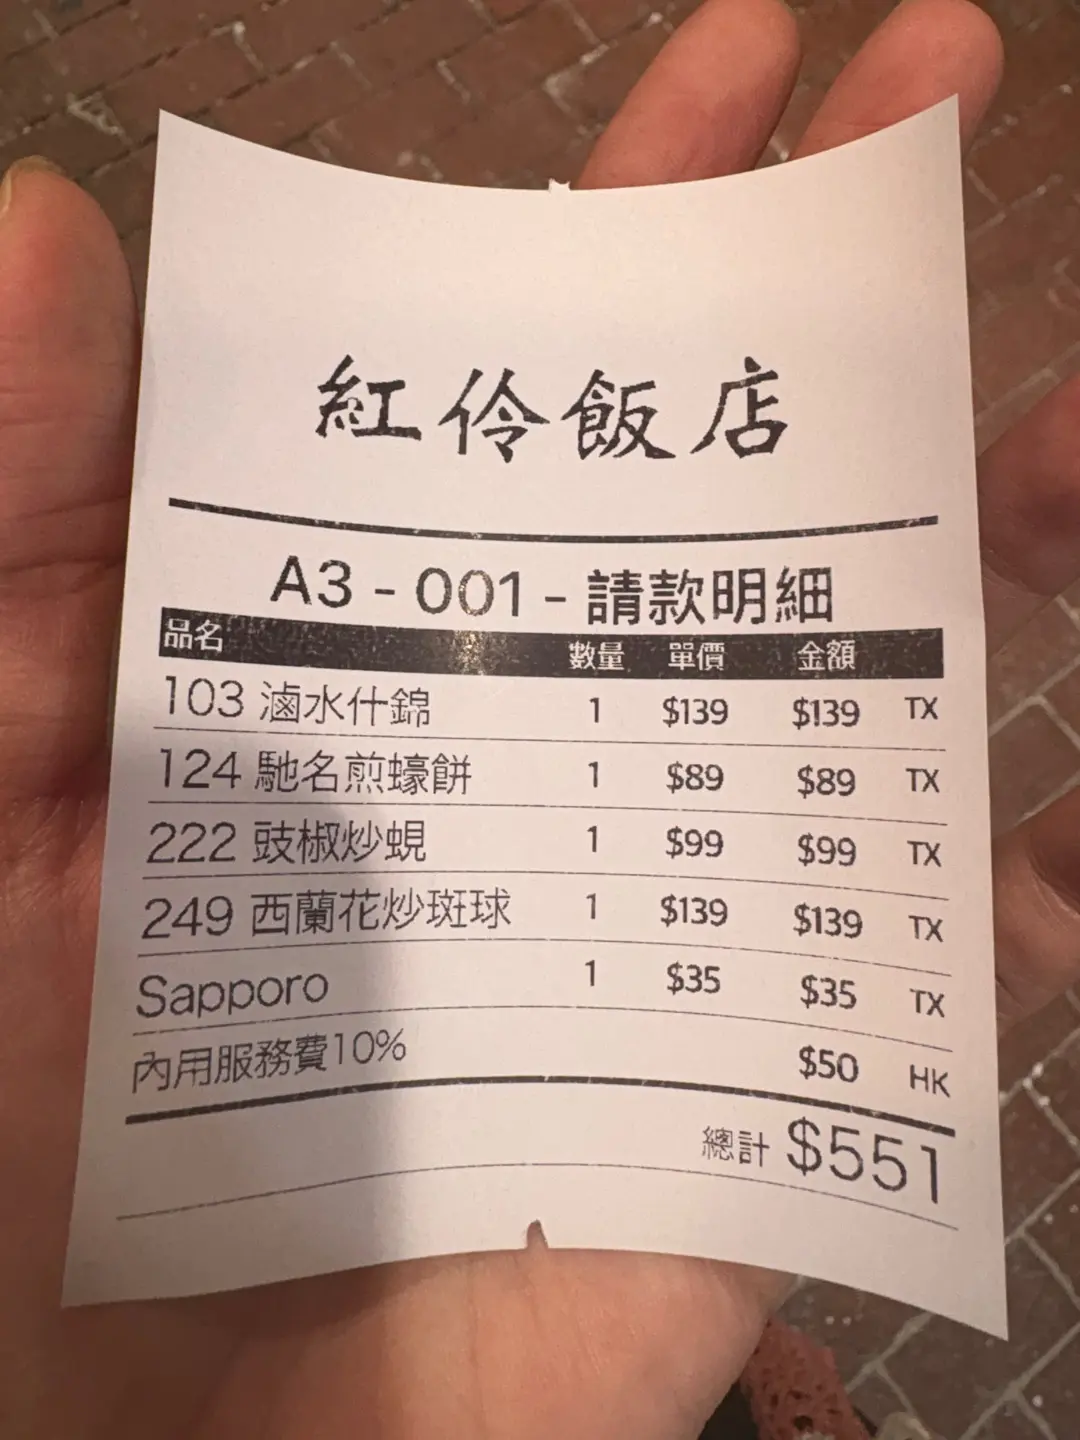 紅伶飯店
A3 - 001 - 請款明細
品名 數量 單價 金額
103 滷水什錦 1 $139 $139 TX
124 馳名煎蠔餅 1 $89 $89 TX
222 豉椒炒蜆 1 $99 $99 TX
249 西蘭花炒斑球 1 $139 $139 TX
Sapporo 1 $35 $35 TX
內用服務費10% $50 HK
總計 $551